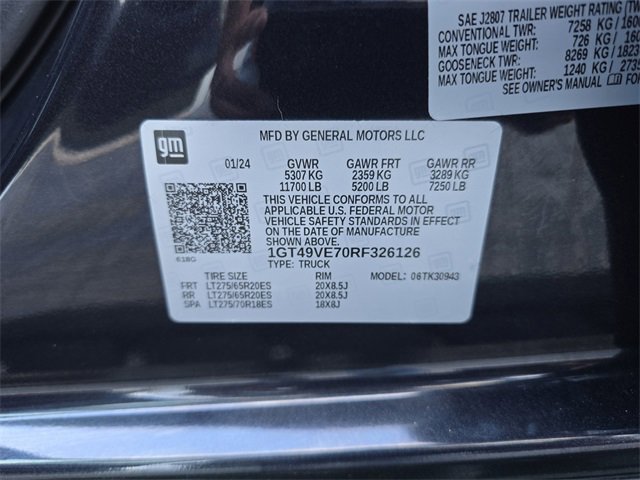 SAE J2807 TRAILER WEIGHT RATING
CONVENTIONAL TWR: 7258 KG /
MAX TONGUE WEIGHT: 726 KG /
GOOSENECK TWR: 8269 KG /
MAX TONGUE WEIGHT: 1240 KG /
SEE OWNER'S MANUAL
gm
MFD BY GENERAL MOTORS LLC
01/24 GVWR GAWR FRT GAWR RR
5307 KG 2359 KG 3289 KG
11700 LB 5200 LB 7250 LB
THIS VEHICLE CONFORMS TO ALL
APPLICABLE U.S. FEDERAL MOTOR
VEHICLE SAFETY STANDARDS IN
EFFECT ON THE DATE OF MANUFACTURE
SHOWN ABOVE.
618G 1GT49VE70RF326126
TYPE: TRUCK
TIRE SIZE RIM MODEL: 06TK30943
FRT LT275/65R20ES 20X8.5J
RR LT275/65R20ES 20X8.5J
SPA LT275/70R18ES 18X8J